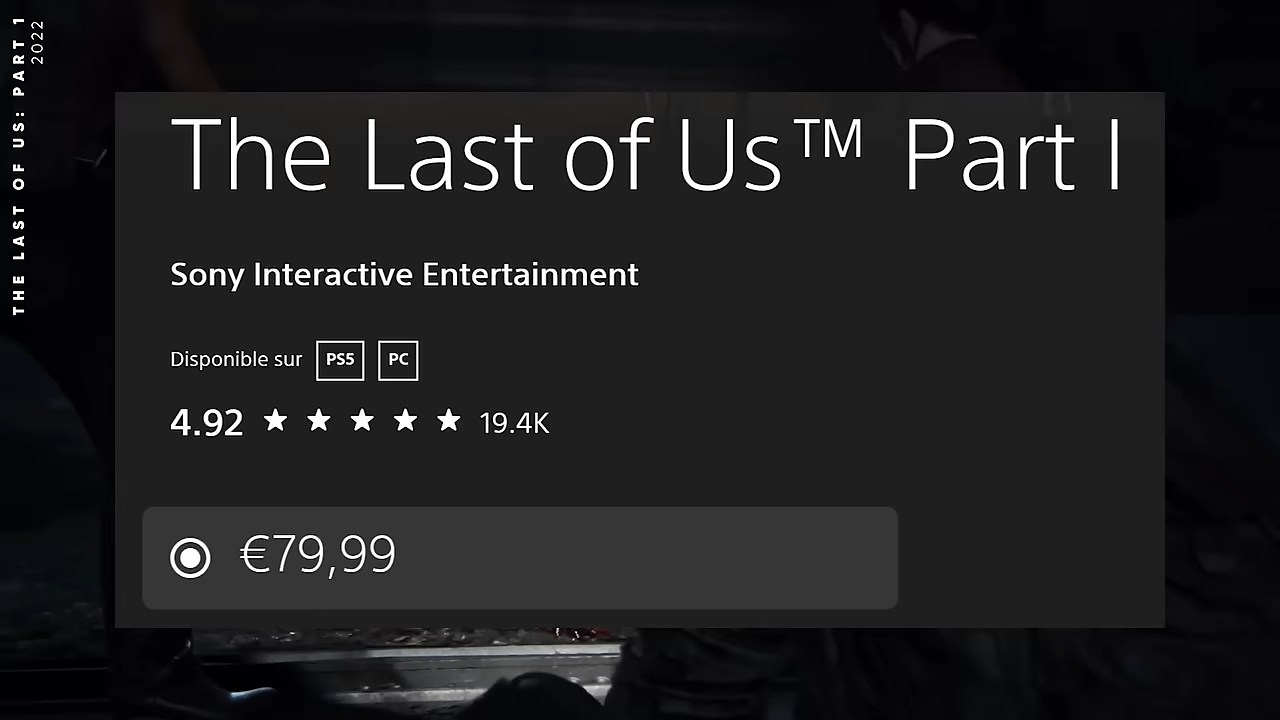 THE LAST OF US: PART 1
2022
The Last of Us™ Part I
Sony Interactive Entertainment
Disponible sur PS5 PC
4.92 ★ ★ ★ ★ ★ 19.4K
€79,99